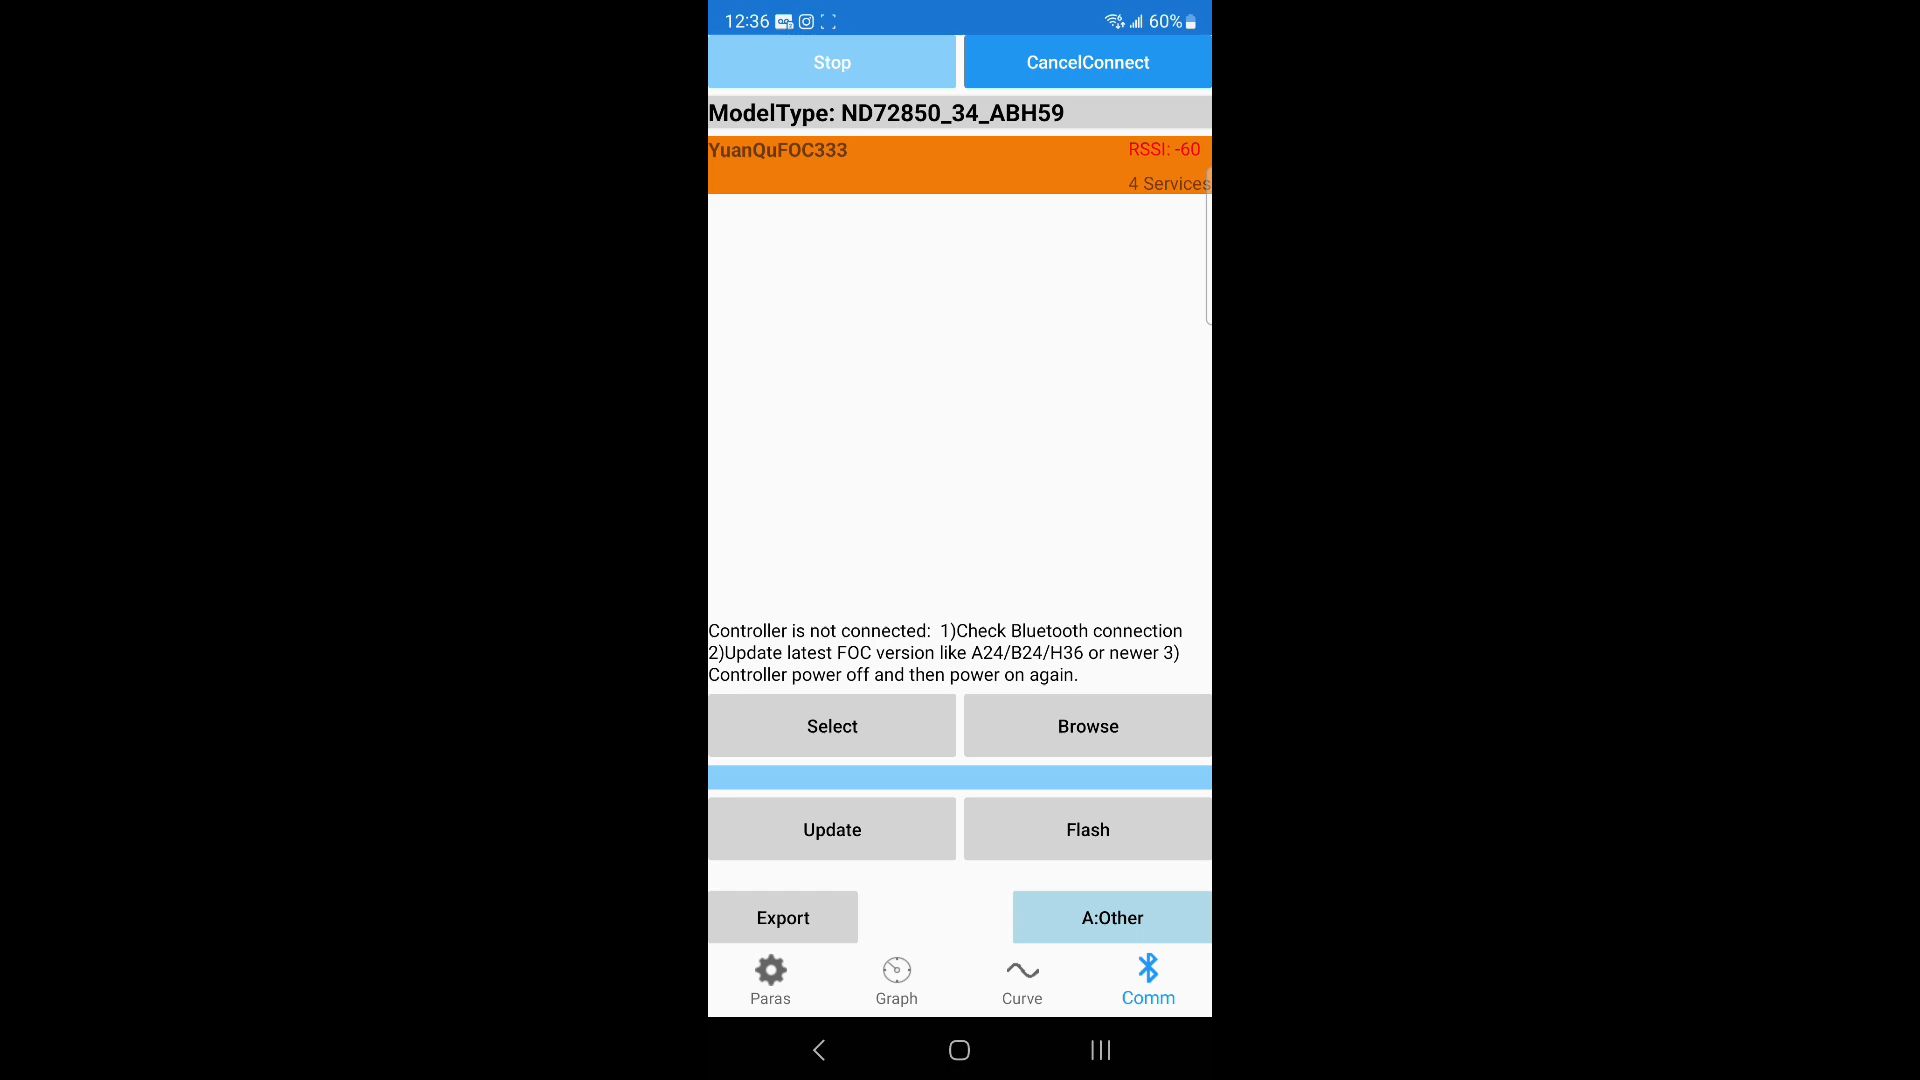 12:36
60%
Stop
CancelConnect
ModelType: ND72850_34_ABH59
YuanQuFOC333
RSSI: -60
4 Services
Controller is not connected:  1)Check Bluetooth connection
2)Update latest FOC version like A24/B24/H36 or newer 3)
Controller power off and then power on again.
Select
Browse
Update
Flash
Export
A:Other
Paras
Graph
Curve
Comm